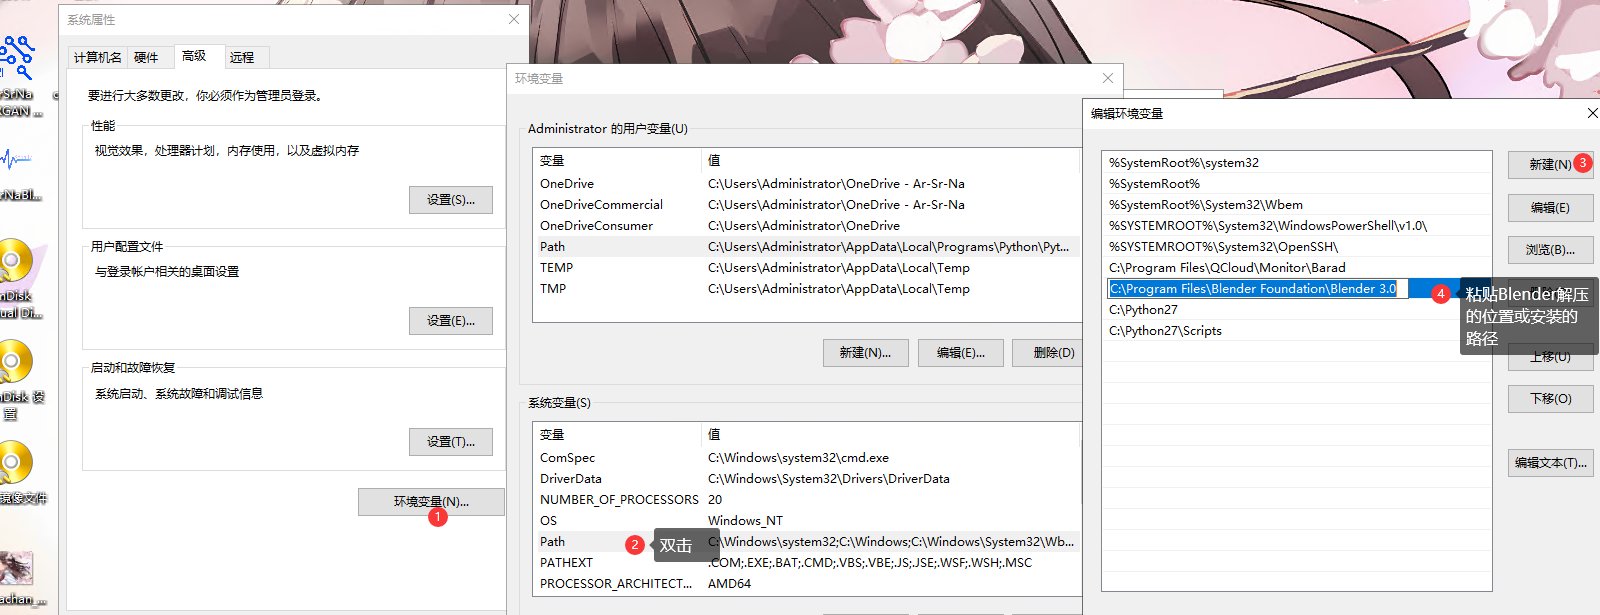 系统属性
计算机名
硬件
高级
远程
要进行大多数更改，你必须作为管理员登录。
性能
视觉效果，处理器计划，内存使用，以及虚拟内存
设置(S)...
用户配置文件
与登录帐户相关的桌面设置
设置(E)...
启动和故障恢复
系统启动、系统故障和调试信息
设置(T)...
环境变量(N)...
1
环境变量
Administrator 的用户变量(U)
变量 值
OneDrive C:\Users\Administrator\OneDrive - Ar-Sr-Na
OneDriveCommercial C:\Users\Administrator\OneDrive - Ar-Sr-Na
OneDriveConsumer C:\Users\Administrator\OneDrive
Path C:\Users\Administrator\AppData\Local\Programs\Python\Pyt...
TEMP C:\Users\Administrator\AppData\Local\Temp
TMP C:\Users\Administrator\AppData\Local\Temp
新建(N)...
编辑(E)...
删除(D)
系统变量(S)
变量 值
ComSpec C:\Windows\system32\cmd.exe
DriverData C:\Windows\System32\Drivers\DriverData
NUMBER_OF_PROCESSORS 20
OS Windows_NT
Path C:\Windows\system32;C:\Windows;C:\Windows\System32\Wb...
2 双击
PATHEXT .COM;.EXE;.BAT;.CMD;.VBS;.VBE;.JS;.JSE;.WSF;.WSH;.MSC
PROCESSOR_ARCHITECT... AMD64
编辑环境变量
%SystemRoot%\system32
%SystemRoot%
%SystemRoot%\System32\Wbem
%SYSTEMROOT%\System32\WindowsPowerShell\v1.0\
%SYSTEMROOT%\System32\OpenSSH\
C:\Program Files\QCloud\Monitor\Barad
C:\Program Files\Blender Foundation\Blender 3.0
C:\Python27
C:\Python27\Scripts
新建(N)
3
编辑(E)
浏览(B)...
4
粘贴Blender解压
的位置或安装的
路径
上移(U)
下移(O)
编辑文本(T)...
rSrNa
GAN ...
rNaBl...
nDisk
ual Di...
nDisk 设
置
镜像文件
achan_...